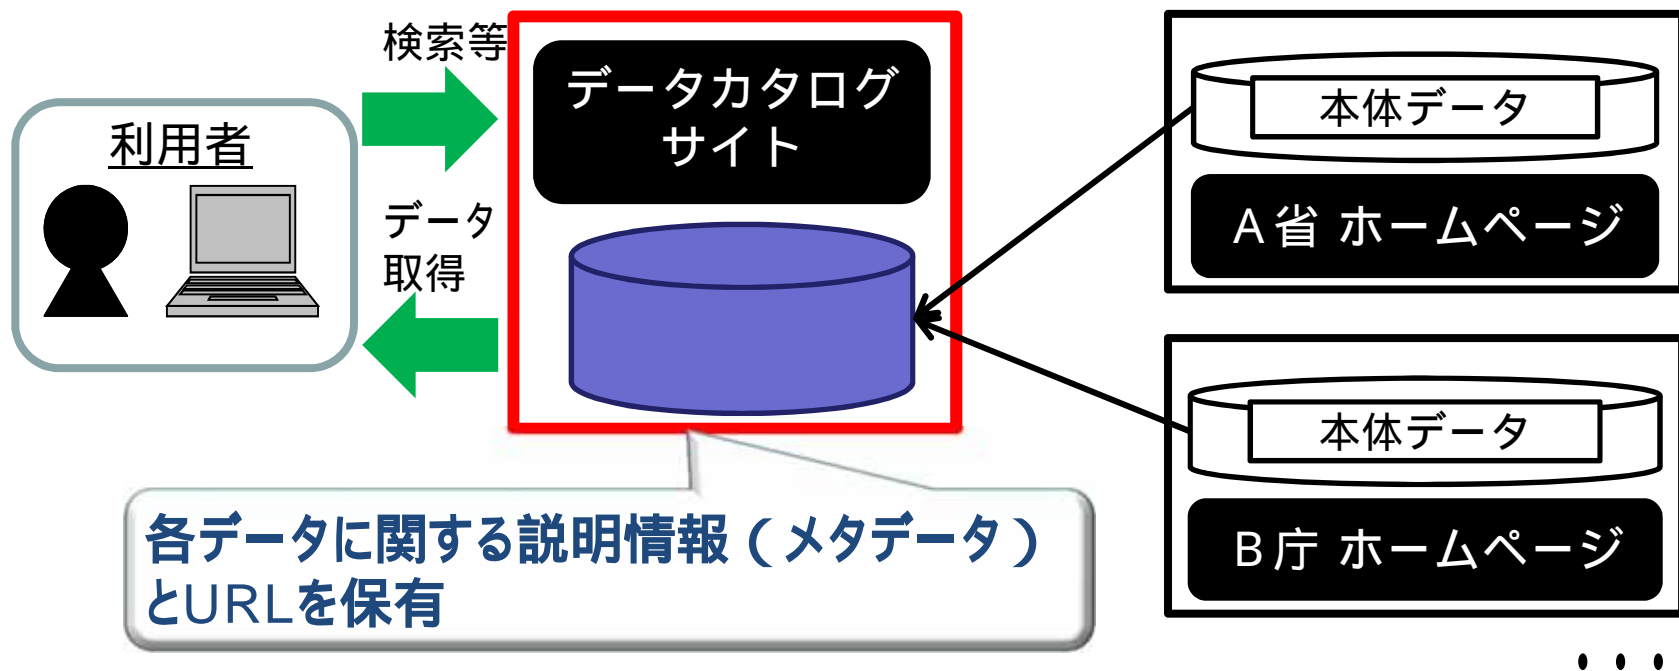 検索等
利用者
データ
取得
データカタログ
サイト
各データに関する説明情報（メタデータ）
とURLを保有
本体データ
A省 ホームページ
本体データ
B庁 ホームページ
・・・